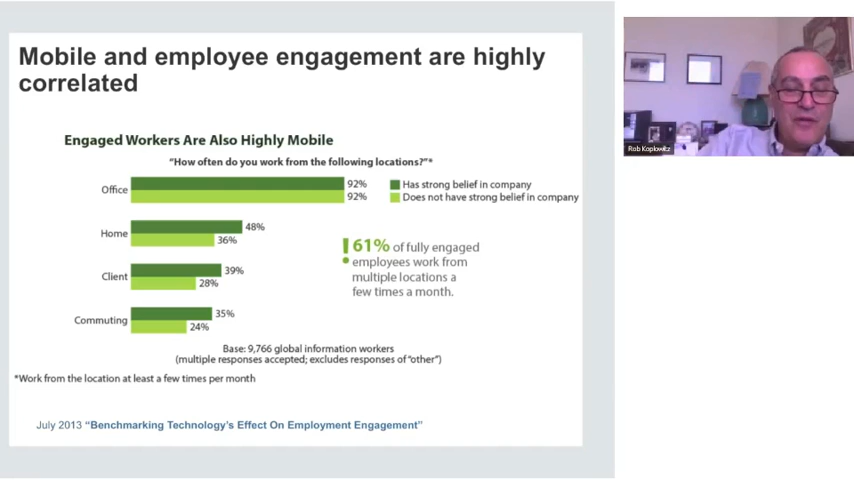 Mobile and employee engagement are highly
correlated
Engaged Workers Are Also Highly Mobile
"How often do you work from the following locations?"*
Office
92%
92%
Has strong belief in company
Does not have strong belief in company
Home
48%
36%
Client
39%
28%
Commuting
35%
24%
! 61% of fully engaged
employees work from
multiple locations a
few times a month.
Base: 9,766 global information workers
(multiple responses accepted; excludes responses of "other")
*Work from the location at least a few times per month
July 2013 "Benchmarking Technology's Effect On Employment Engagement"
Rob Koplowitz